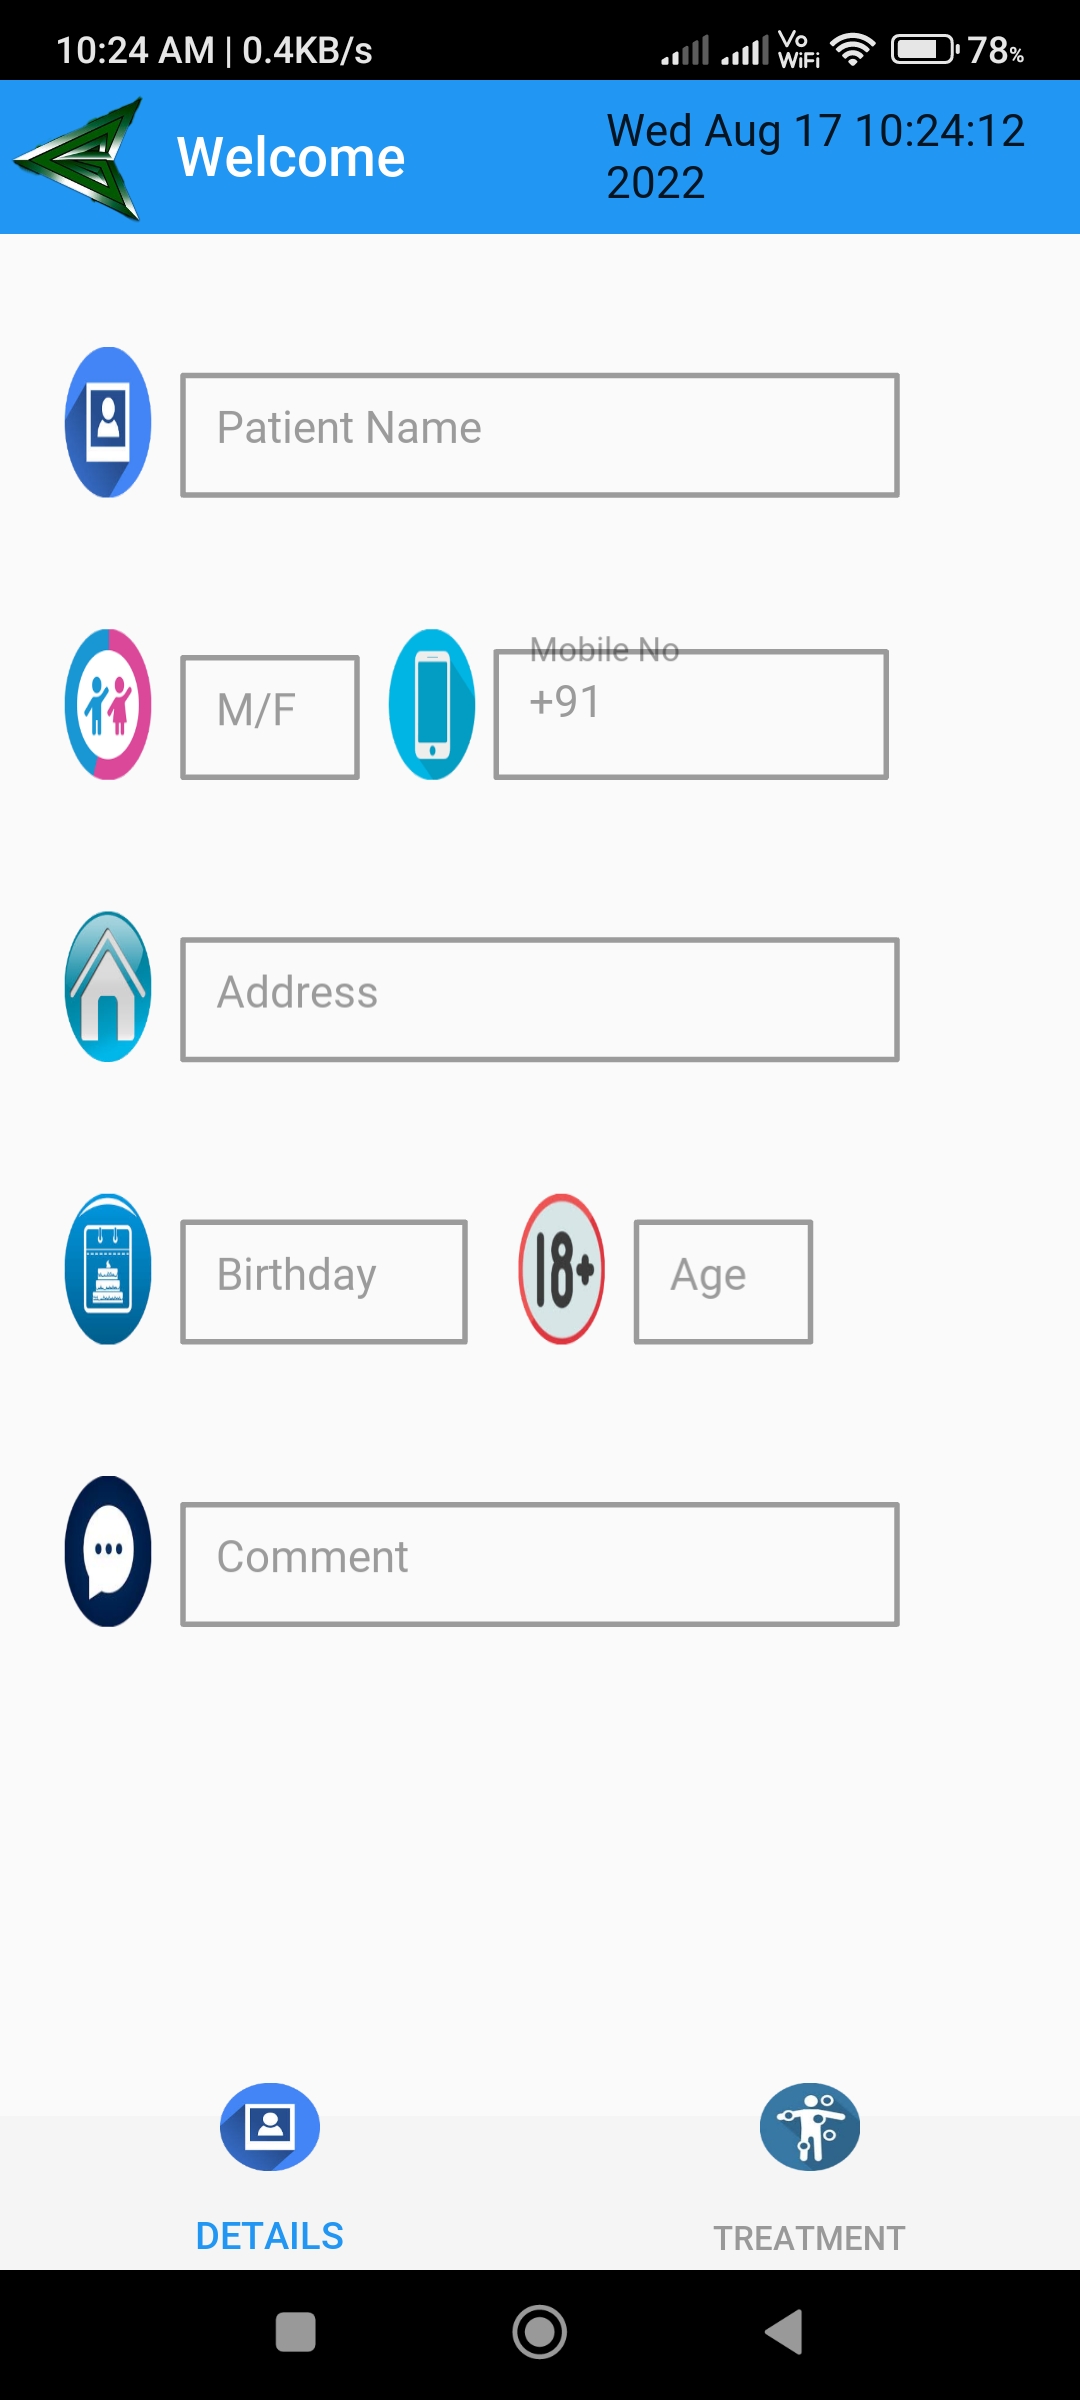 10:24 AM | 0.4KB/s Vo WiFi 78%
Welcome
Wed Aug 17 10:24:12
2022
Patient Name
M/F
Mobile No
+91
Address
Birthday
18+
Age
Comment
DETAILS
TREATMENT